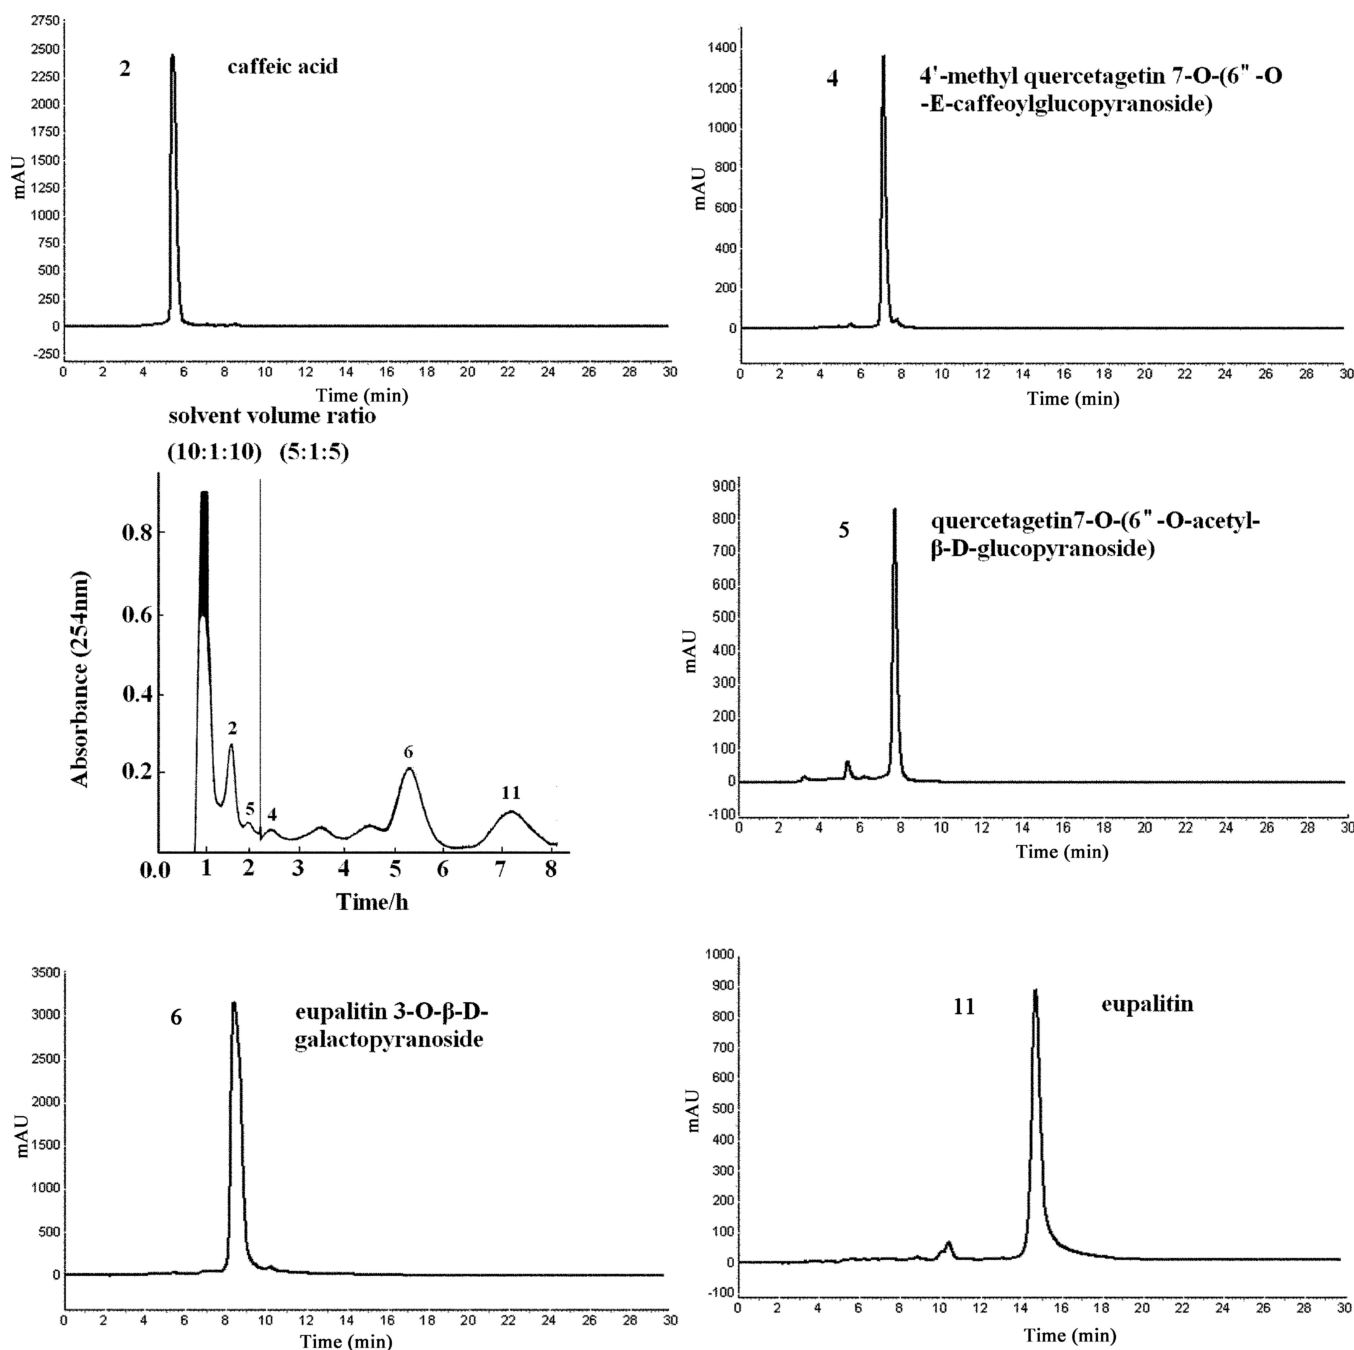 2750
2500
2250
2000
1750
1500
1250
1000
750
500
250
0
-250
mAU
2
caffeic acid
0 2 4 6 8 10 12 14 16 18 20 22 24 26 28 30
Time (min)
1400
1200
1000
800
600
400
200
0
mAU
4
4'-methyl quercetagetin 7-O-(6" -O
-E-caffeoylglucopyranoside)
0 2 4 6 8 10 12 14 16 18 20 22 24 26 28 30
Time (min)
solvent volume ratio
(10:1:10) (5:1:5)
0.8
0.6
0.4
0.2
Absorbance (254nm)
2
5
4
6
11
0.0 1 2 3 4 5 6 7 8
Time/h
900
800
700
600
500
400
300
200
100
0
-100
mAU
5
quercetagetin7-O-(6" -O-acetyl-
β-D-glucopyranoside)
0 2 4 6 8 10 12 14 16 18 20 22 24 26 28 30
Time (min)
3500
3000
2500
2000
1500
1000
500
0
mAU
6
eupalitin 3-O-β-D-
galactopyranoside
0 2 4 6 8 10 12 14 16 18 20 22 24 26 28 30
Time (min)
1000
900
800
700
600
500
400
300
200
100
0
-100
mAU
11
eupalitin
0 2 4 6 8 10 12 14 16 18 20 22 24 26 28 30
Time (min)